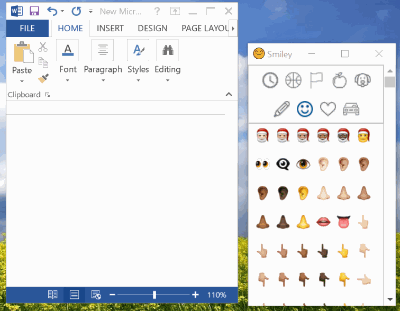 New Micr...
FILE HOME INSERT DESIGN PAGE LAYOU
Paste Font Paragraph Styles Editing
Clipboard
110%
Smiley